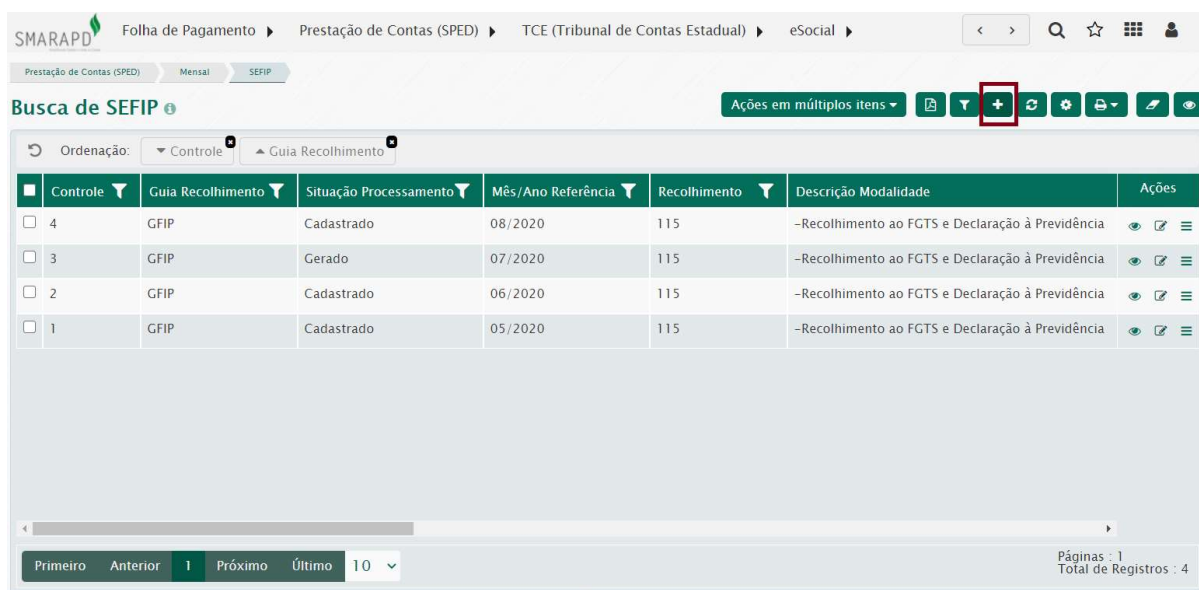 SMARAPD Folha de Pagamento Prestação de Contas (SPED) TCE (Tribunal de Contas Estadual) eSocial
Prestação de Contas (SPED) Mensal SEFIP
Busca de SEFIP Ações em múltiplos itens
Ordenação: Controle Guia Recolhimento
Controle Guia Recolhimento Situação Processamento Mês/Ano Referência Recolhimento Descrição Modalidade Ações
4 GFIP Cadastrado 08/2020 115 -Recolhimento ao FGTS e Declaração à Previdência
3 GFIP Gerado 07/2020 115 -Recolhimento ao FGTS e Declaração à Previdência
2 GFIP Cadastrado 06/2020 115 -Recolhimento ao FGTS e Declaração à Previdência
1 GFIP Cadastrado 05/2020 115 -Recolhimento ao FGTS e Declaração à Previdência
Primeiro Anterior 1 Próximo Último 10 Páginas : 1
Total de Registros : 4